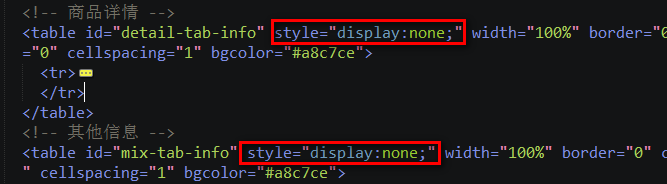 <!-- 商品详情 -->
<table id="detail-tab-info" style="display:none;" width="100%" border="0
="0" cellspacing="1" bgcolor="#a8c7ce">
<tr>
</tr>
</table>
<!-- 其他信息 -->
<table id="mix-tab-info" style="display:none;" width="100%" border="0" c
" cellspacing="1" bgcolor="#a8c7ce">